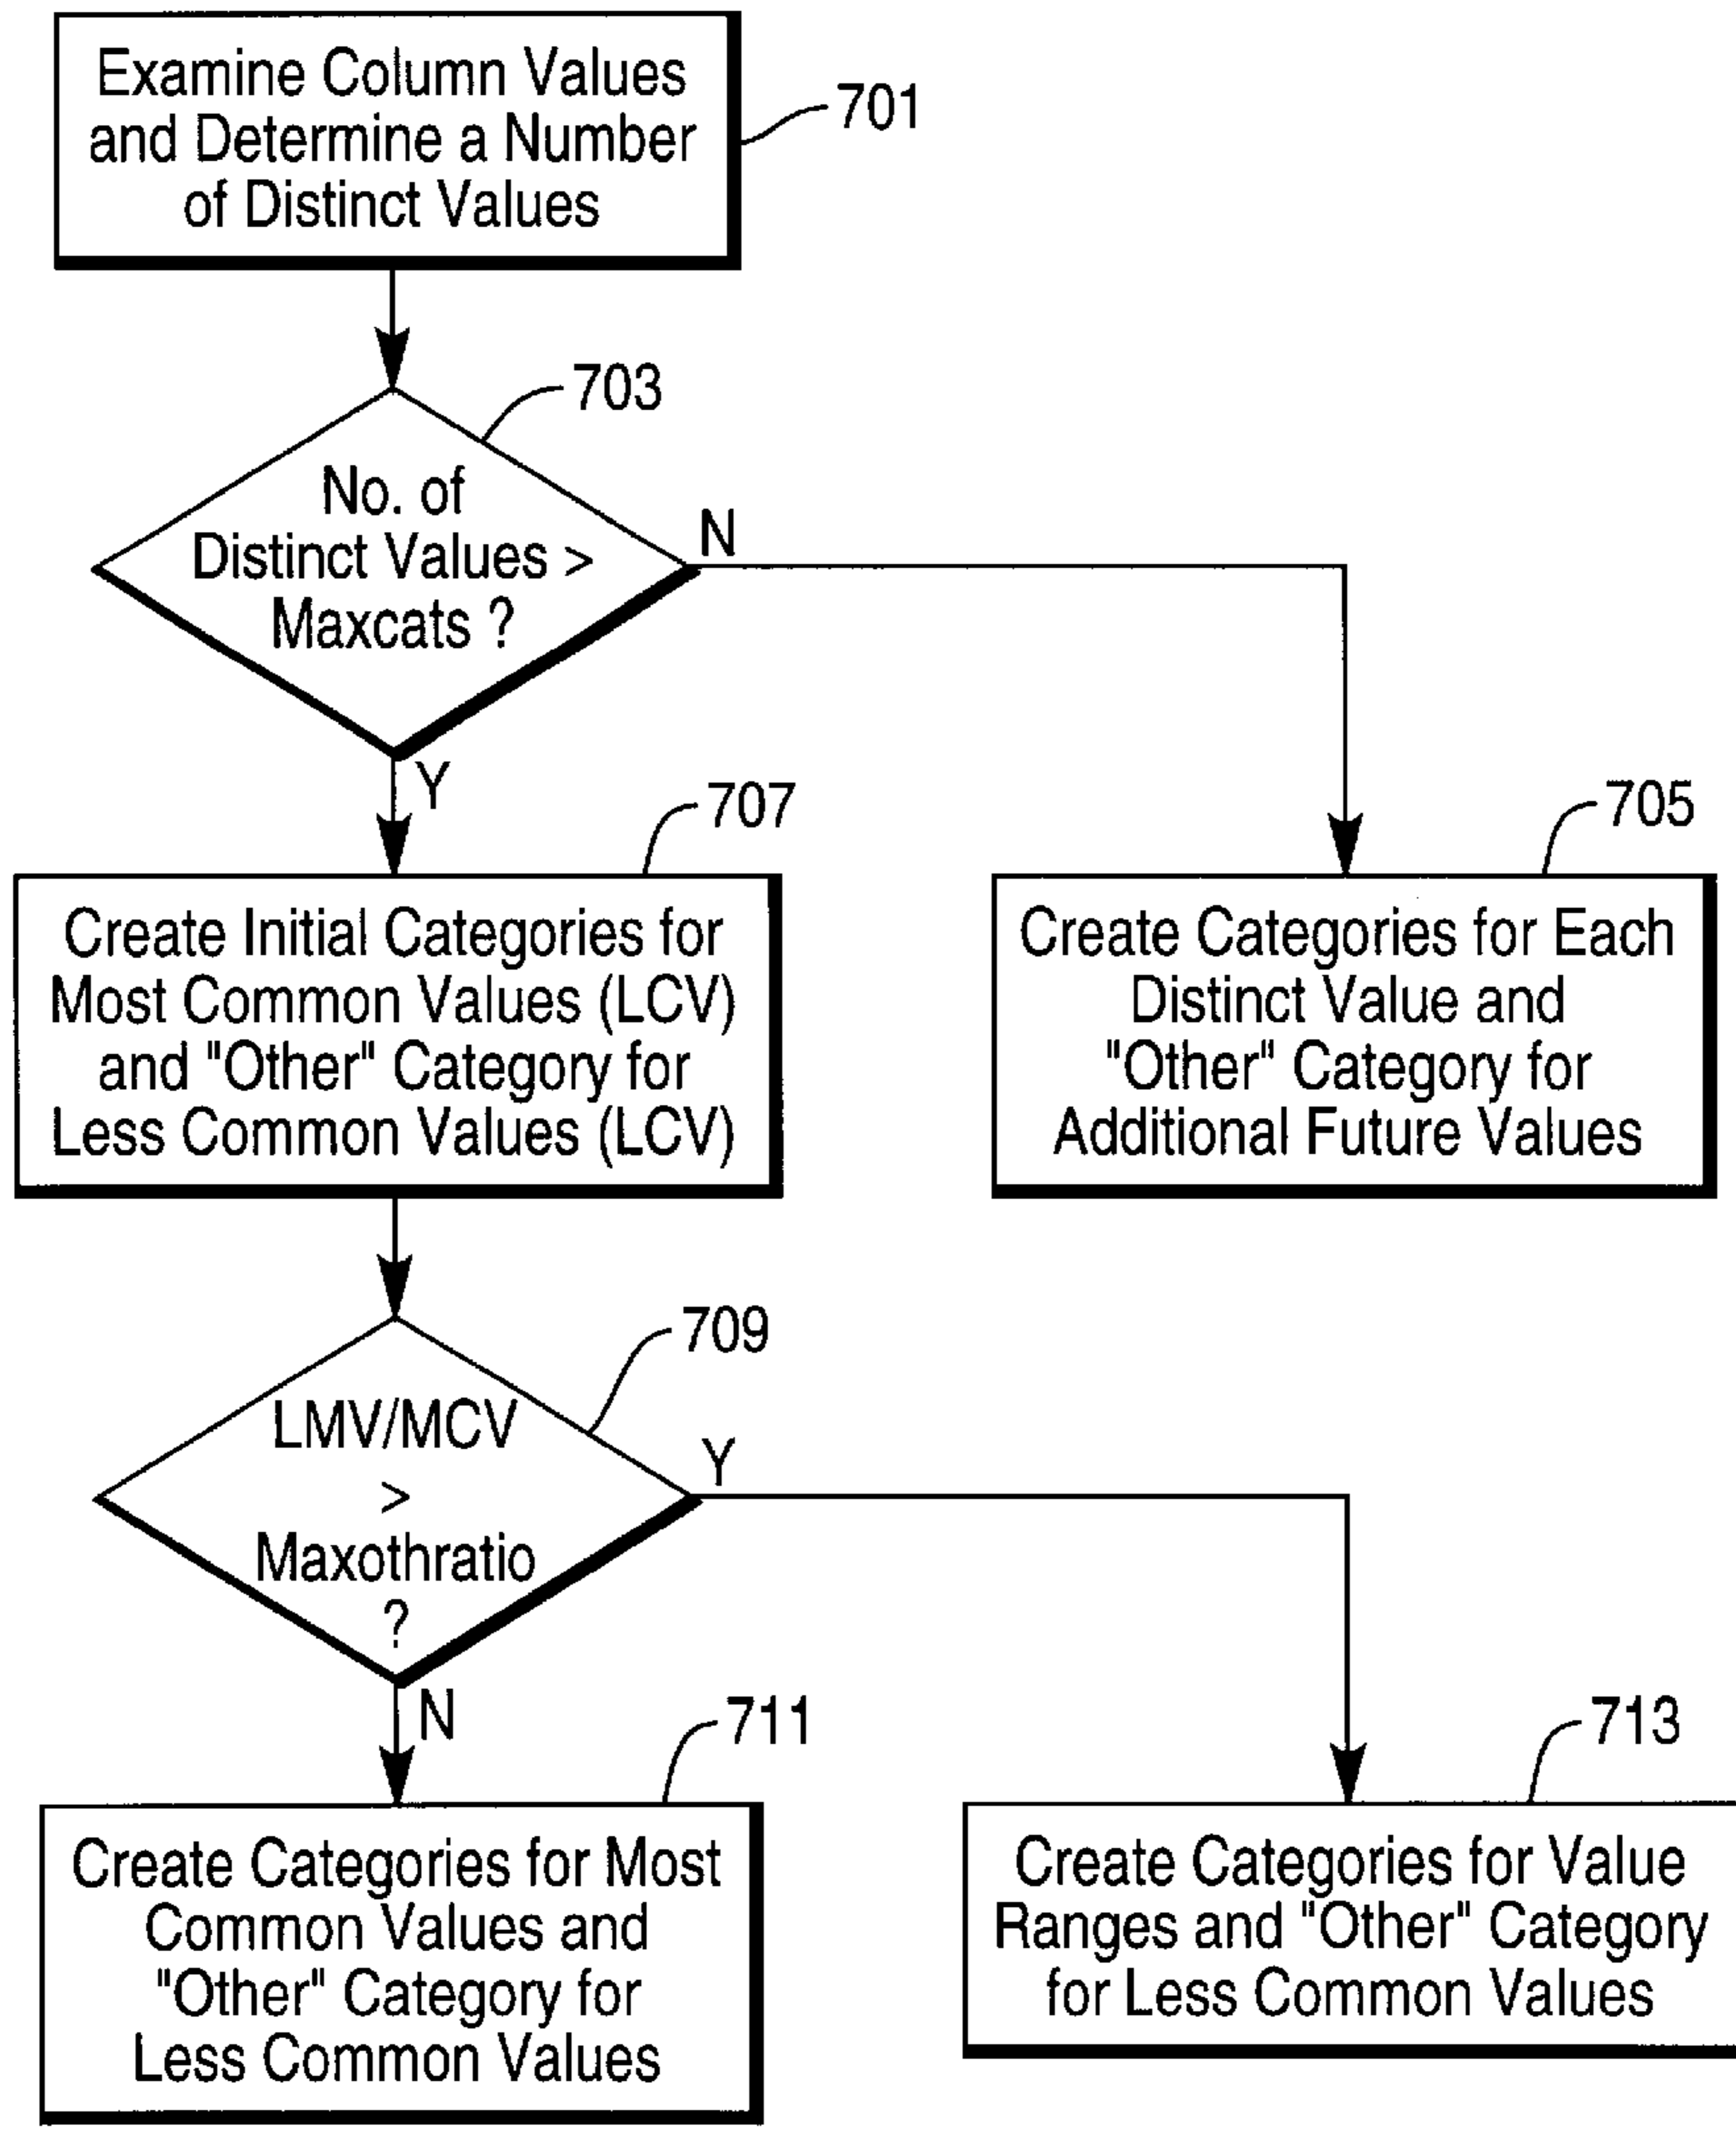 Examine Column Values
and Determine a Number
of Distinct Values
701
703
No. of
Distinct Values >
Maxcats ?
N
Y
707
705
Create Initial Categories for
Most Common Values (LCV)
and "Other" Category for
Less Common Values (LCV)
Create Categories for Each
Distinct Value and
"Other" Category for
Additional Future Values
709
LMV/MCV
>
Maxothratio
?
Y
N
711
713
Create Categories for Most
Common Values and
"Other" Category for
Less Common Values
Create Categories for Value
Ranges and "Other" Category
for Less Common Values